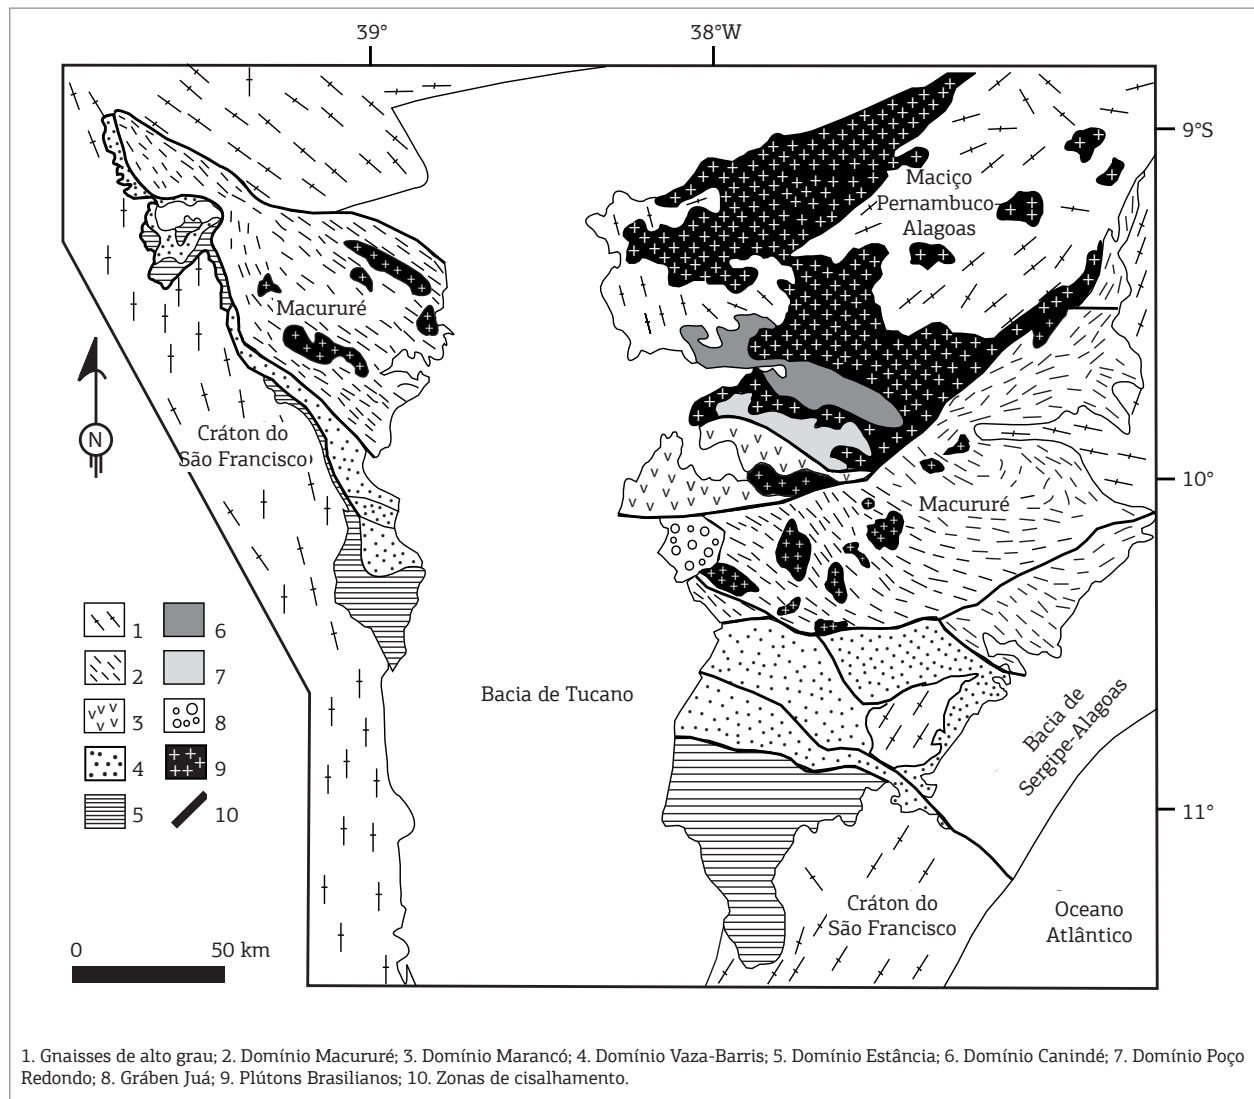 39°
38°W
9°S
Maciço
Pernambuco-
Alagoas
Macururé
Cráton do
São Francisco
N
10°
Macururé
1
6
2
7
3
8
4
9
5
10
Bacia de Tucano
Bacia de
Sergipe-Alagoas
11°
Cráton do
São Francisco
Oceano
Atlântico
0
50 km
1. Gnaisses de alto grau; 2. Domínio Macururé; 3. Domínio Marancó; 4. Domínio Vaza-Barris; 5. Domínio Estância; 6. Domínio Canindé; 7. Domínio Poço
Redondo; 8. Gráben Juá; 9. Plútons Brasilianos; 10. Zonas de cisalhamento.